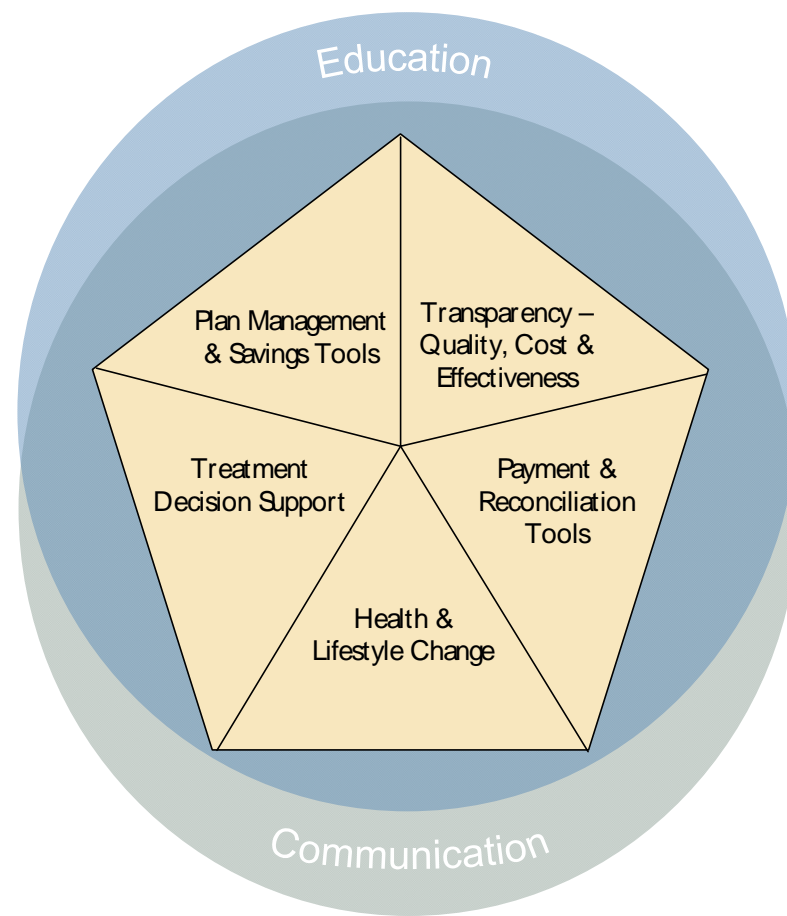 Education
Plan Management
& Savings Tools
Transparency –
Quality, Cost &
Effectiveness
Treatment
Decision Support
Payment &
Reconciliation
Tools
Health &
Lifestyle Change
Communication